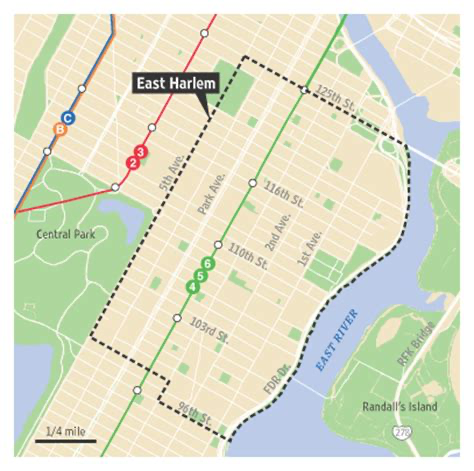 125th St.
East Harlem
C
B
3
2
5th Ave.
Park Ave.
116th St.
2nd Ave.
1st Ave.
Central Park
110th St.
6
5
4
103rd St.
EAST RIVER
RFK Bridge
FDR Dr.
96th St.
Randall's Island
278
1/4 mile